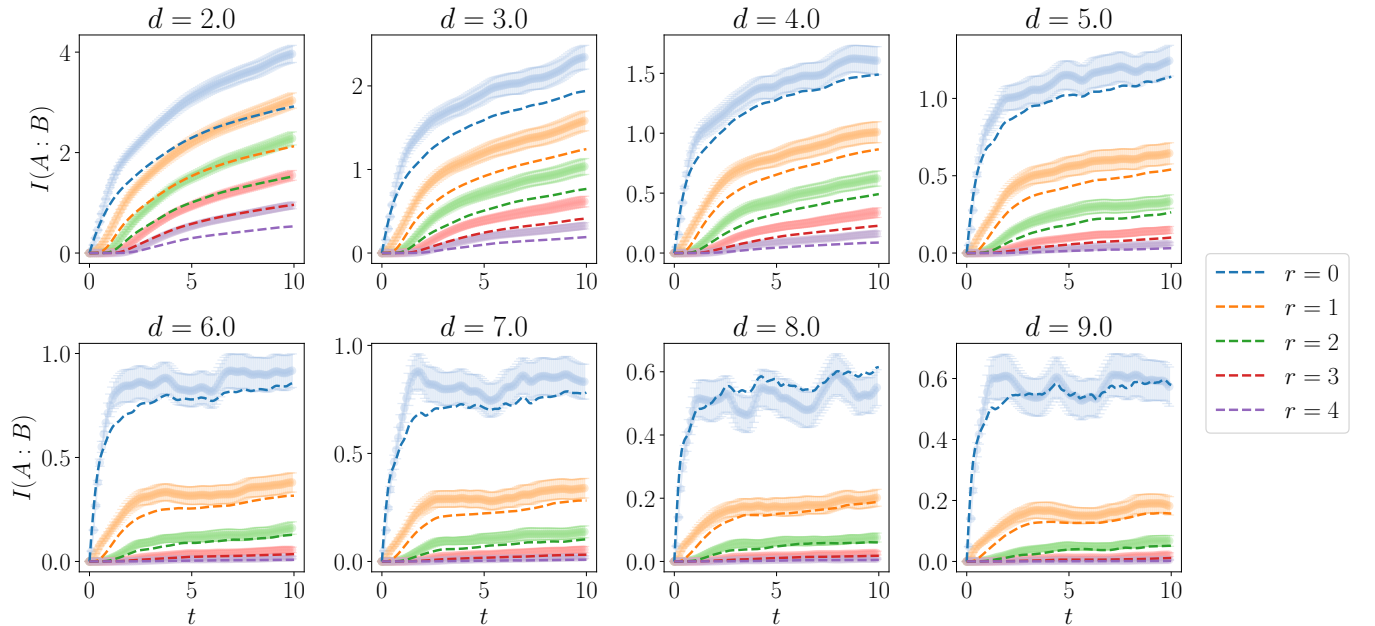 d = 2.0
d = 3.0
d = 4.0
d = 5.0
I(A : B)
4
2
0
0
5
10
2
1
0
0
5
10
1.5
1.0
0.5
0.0
0
5
10
1.0
0.5
0.0
0
5
10
d = 6.0
d = 7.0
d = 8.0
d = 9.0
I(A : B)
1.0
0.5
0.0
0
5
10
t
1.0
0.5
0.0
0
5
10
t
0.6
0.4
0.2
0.0
0
5
10
t
0.6
0.4
0.2
0.0
0
5
10
t
r = 0
r = 1
r = 2
r = 3
r = 4